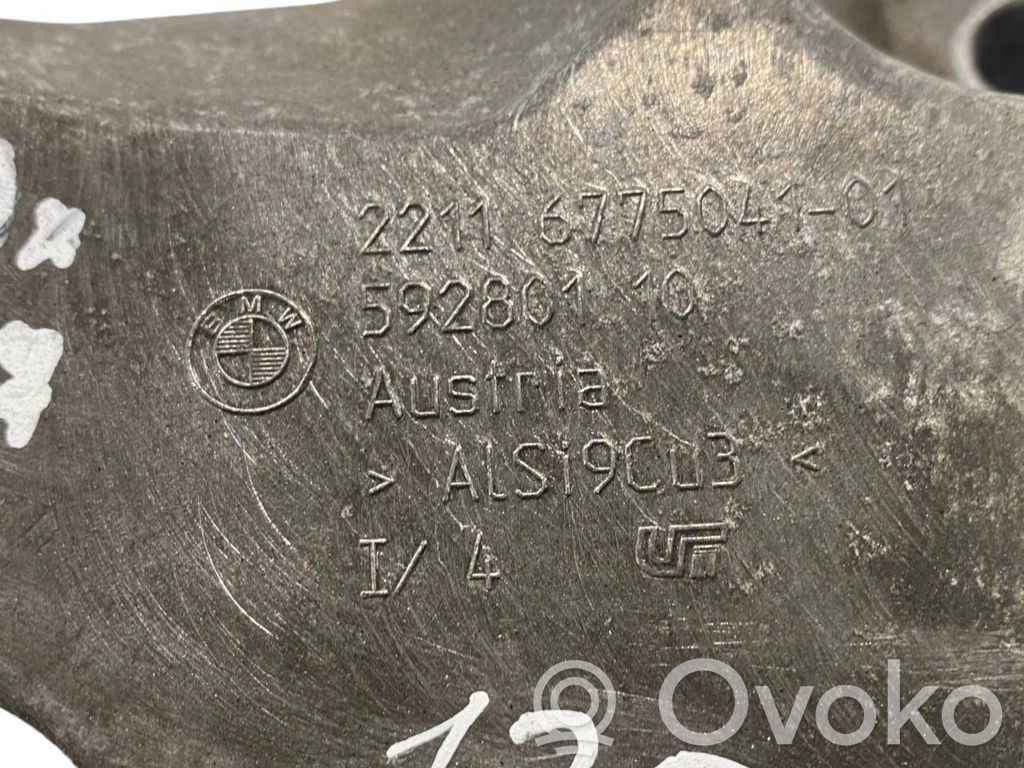 2211 6775041-01
592801 10
BMW
Austria
> ALSi9Cu3 <
I/ 4
Ovoko